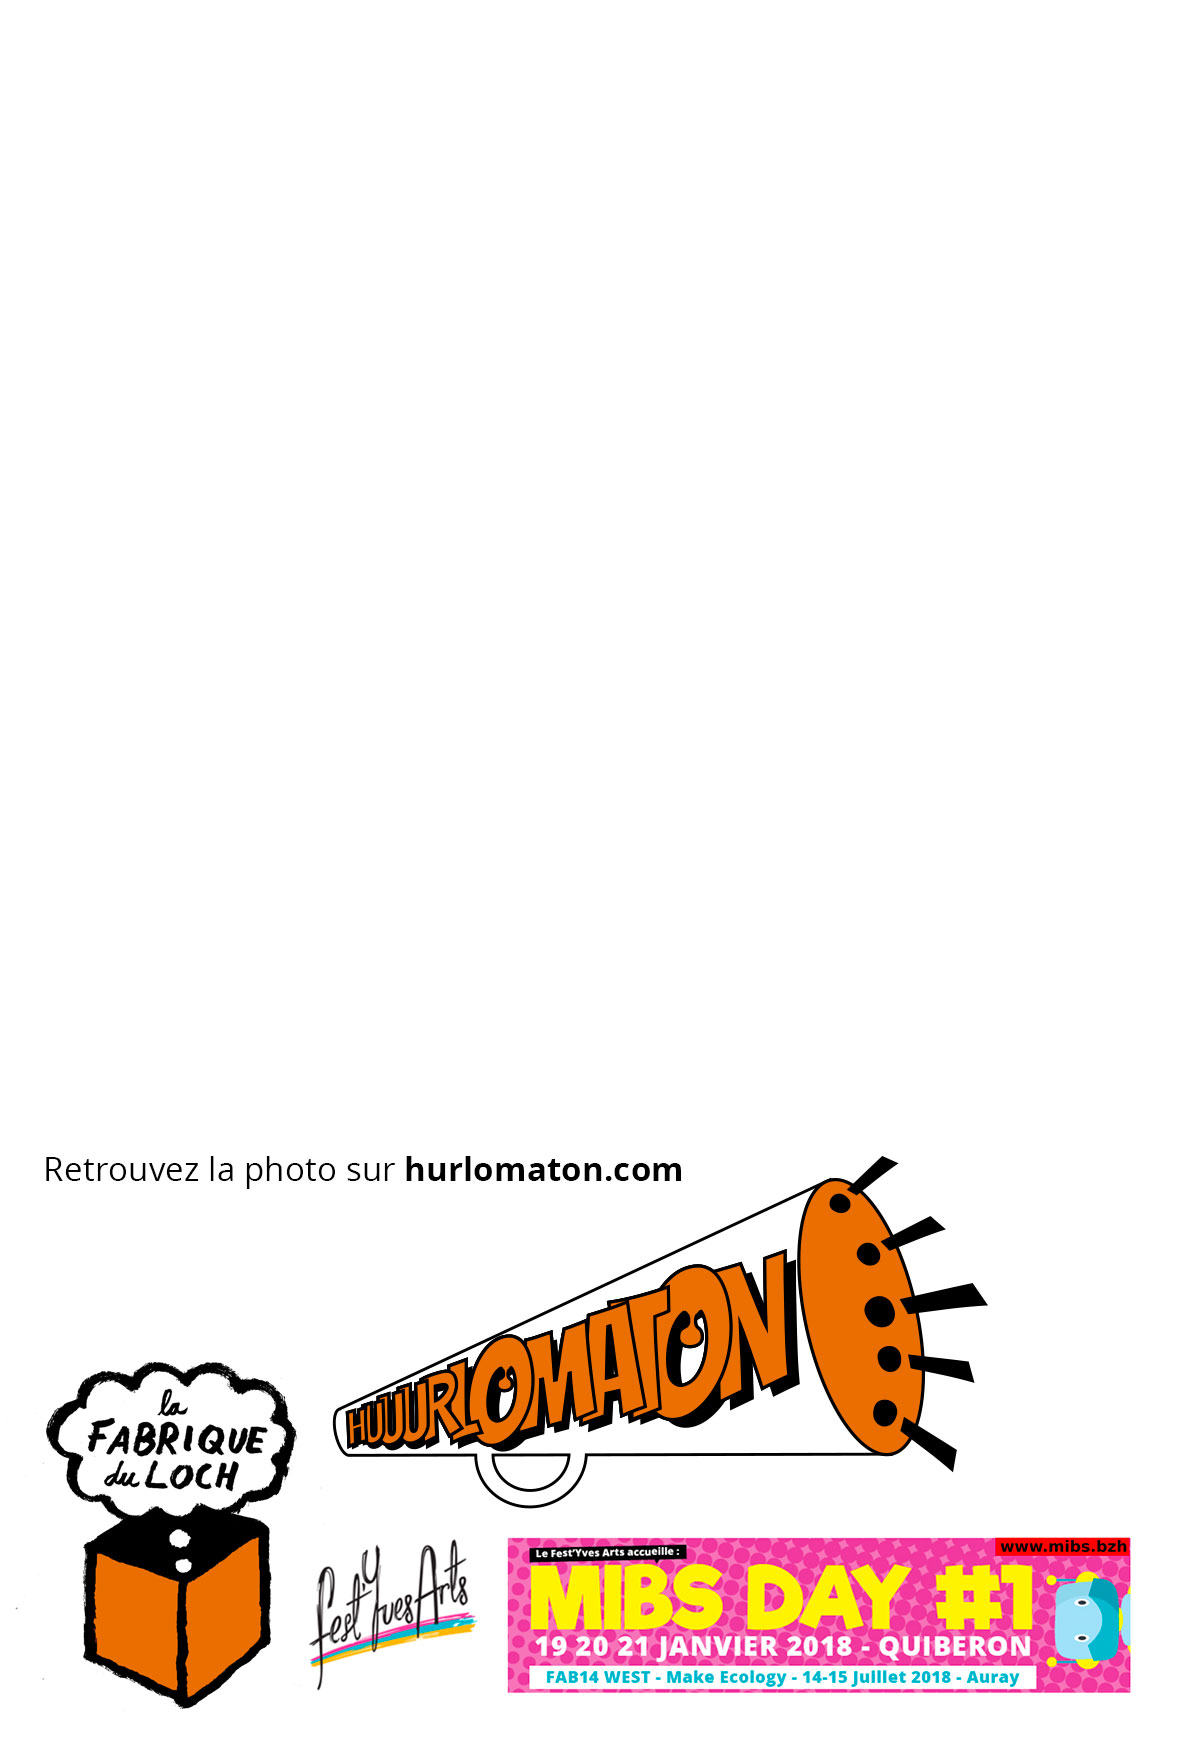 Retrouvez la photo sur hurlomaton.com
HUUURLOMATON
la
FABRIQUE
du LOCH
Fest'Yves Arts
Le Fest'Yves Arts accueille :
www.mibs.bzh
MIBS DAY #1
19 20 21 JANVIER 2018 - QUIBERON
FAB14 WEST - Make Ecology - 14-15 Juillet 2018 - Auray